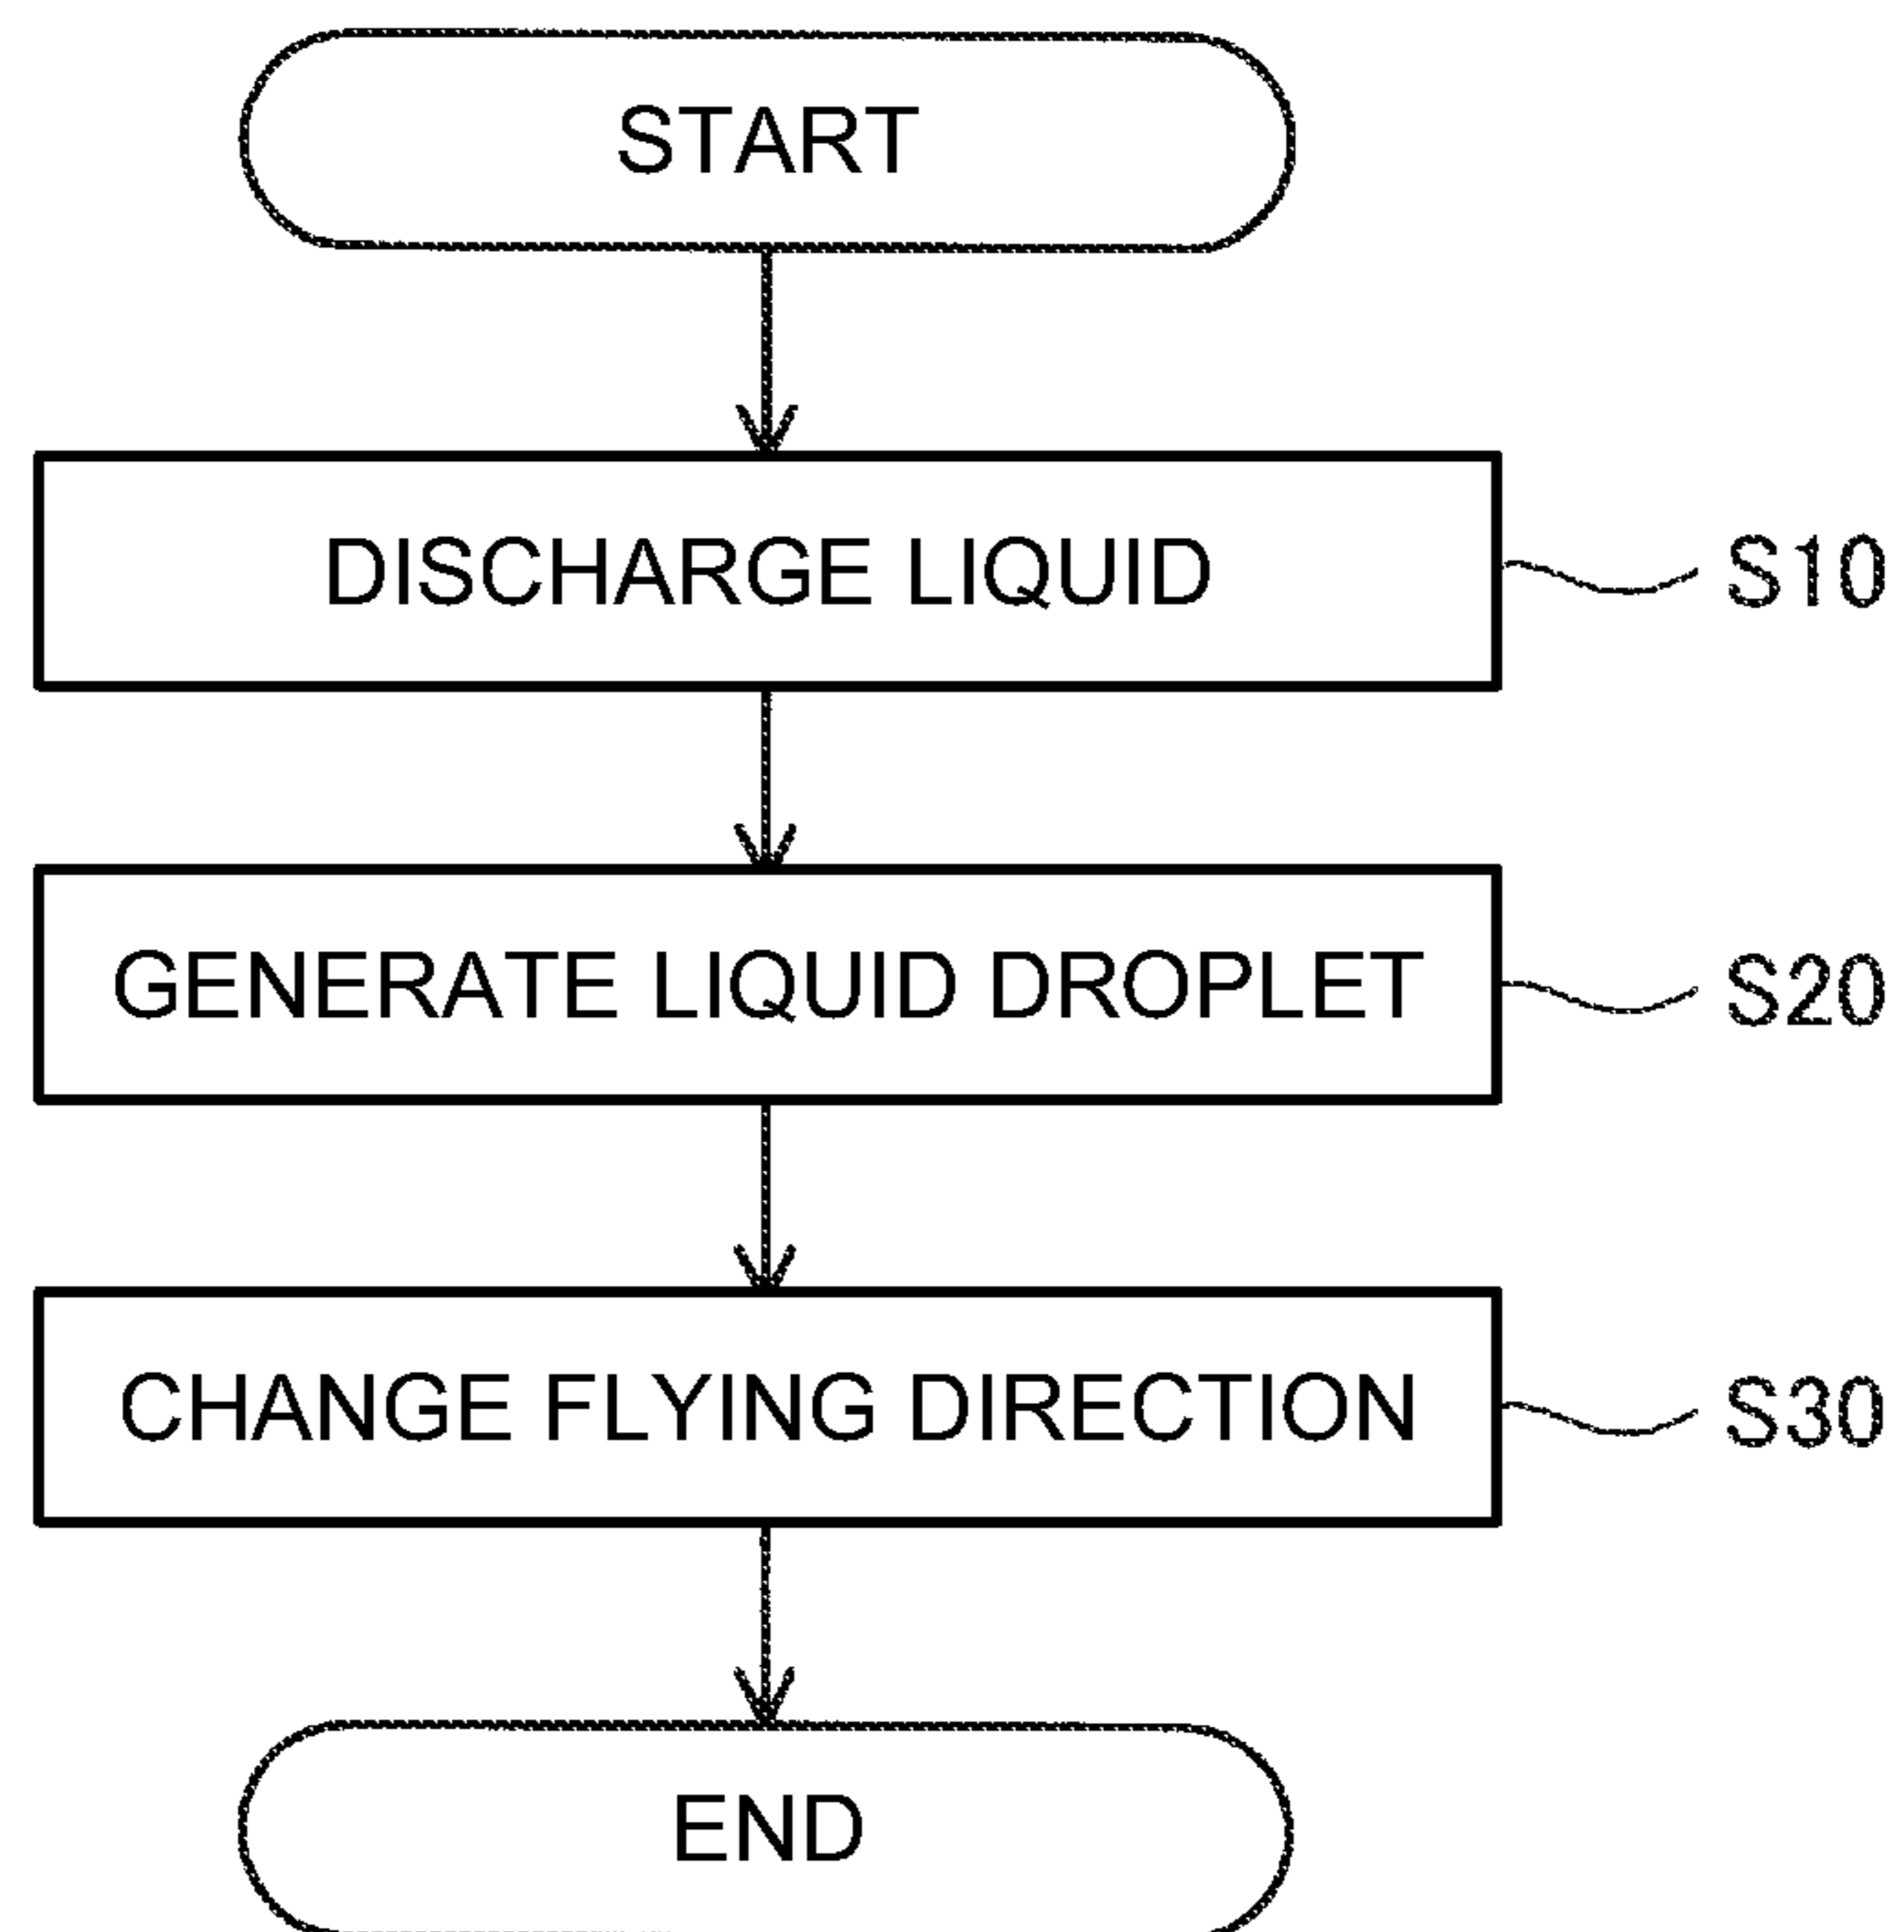 START
DISCHARGE LIQUID
S10
GENERATE LIQUID DROPLET
S20
CHANGE FLYING DIRECTION
S30
END